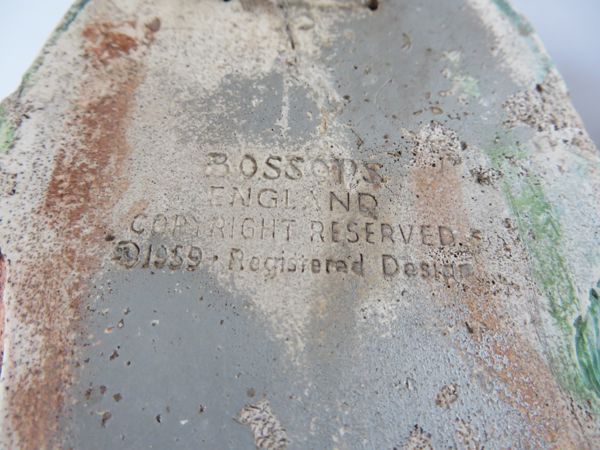 BOSSONS
ENGLAND
COPYRIGHT RESERVED.
©1959. Registered Design